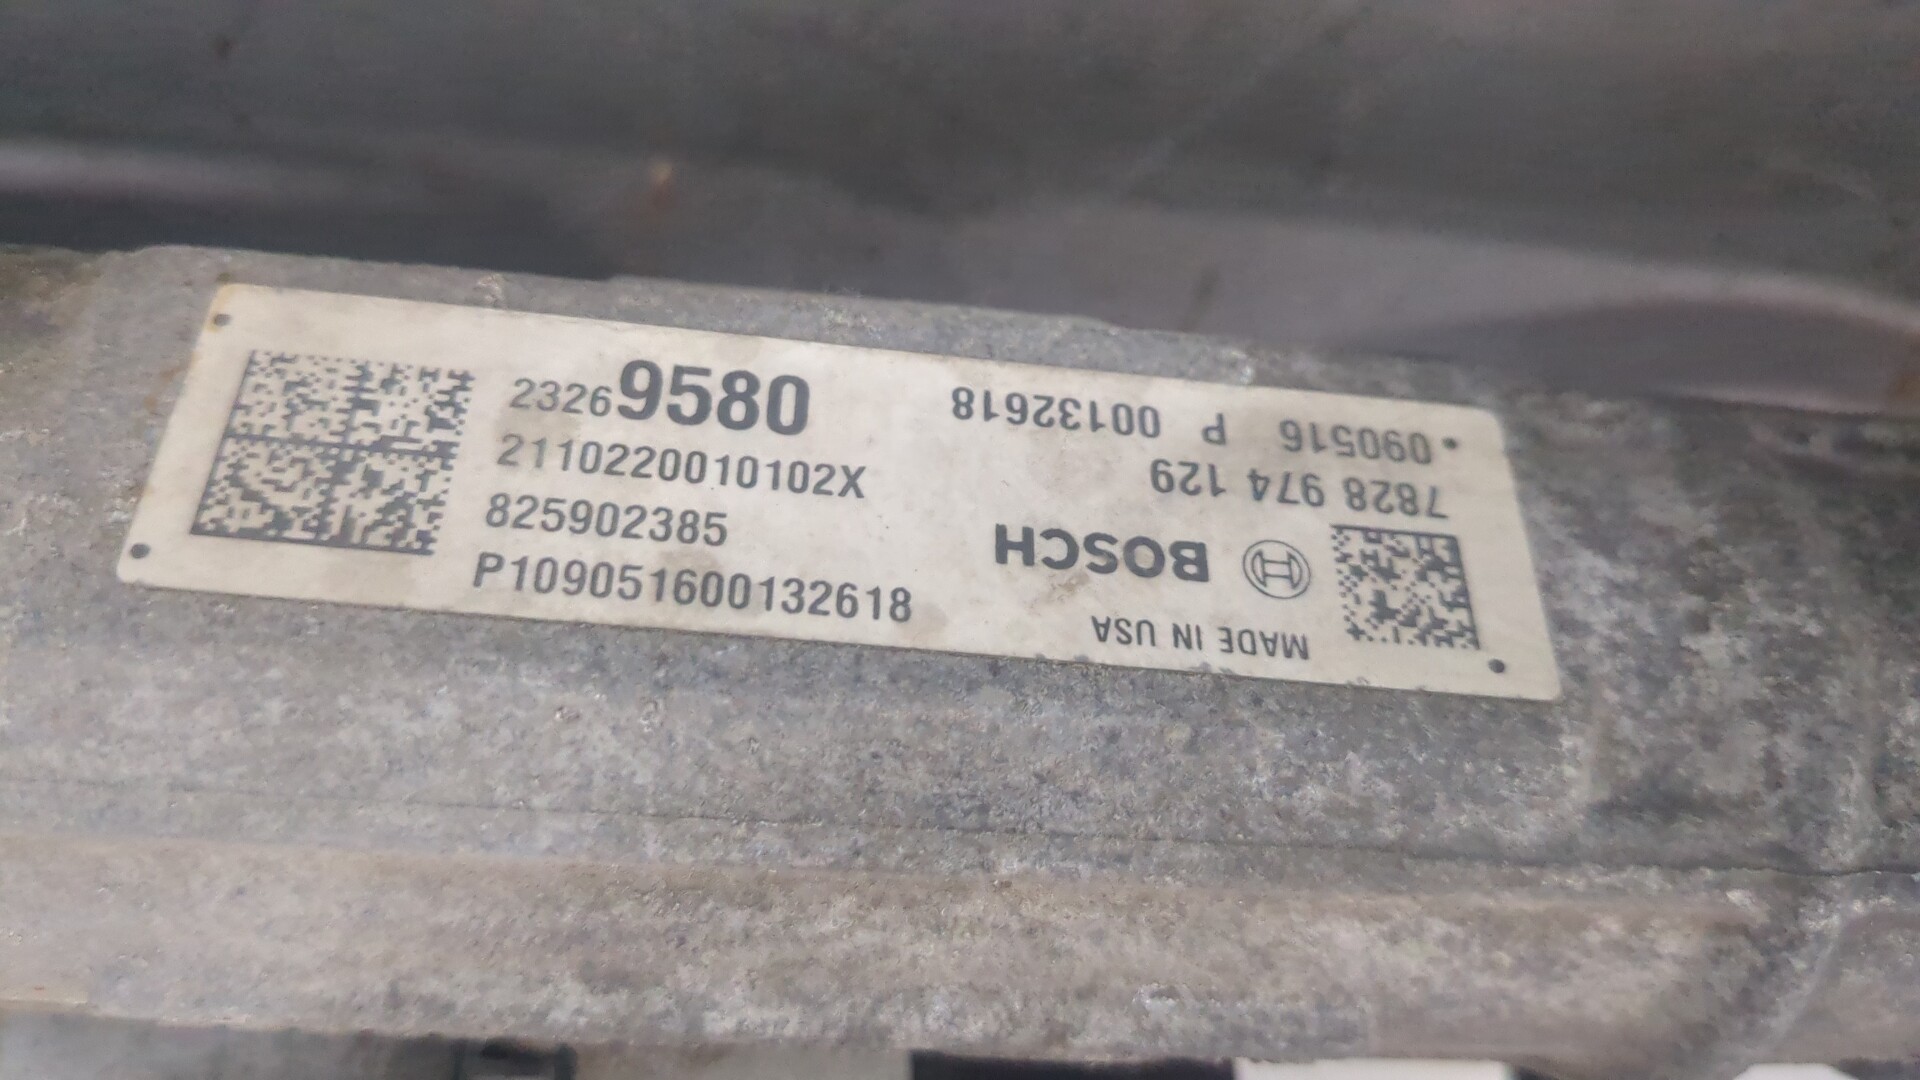 23269580
2110220010102X
825902385
P109051600132618
MADE IN USA
BOSCH
7828 974 129
090516 P 00132618